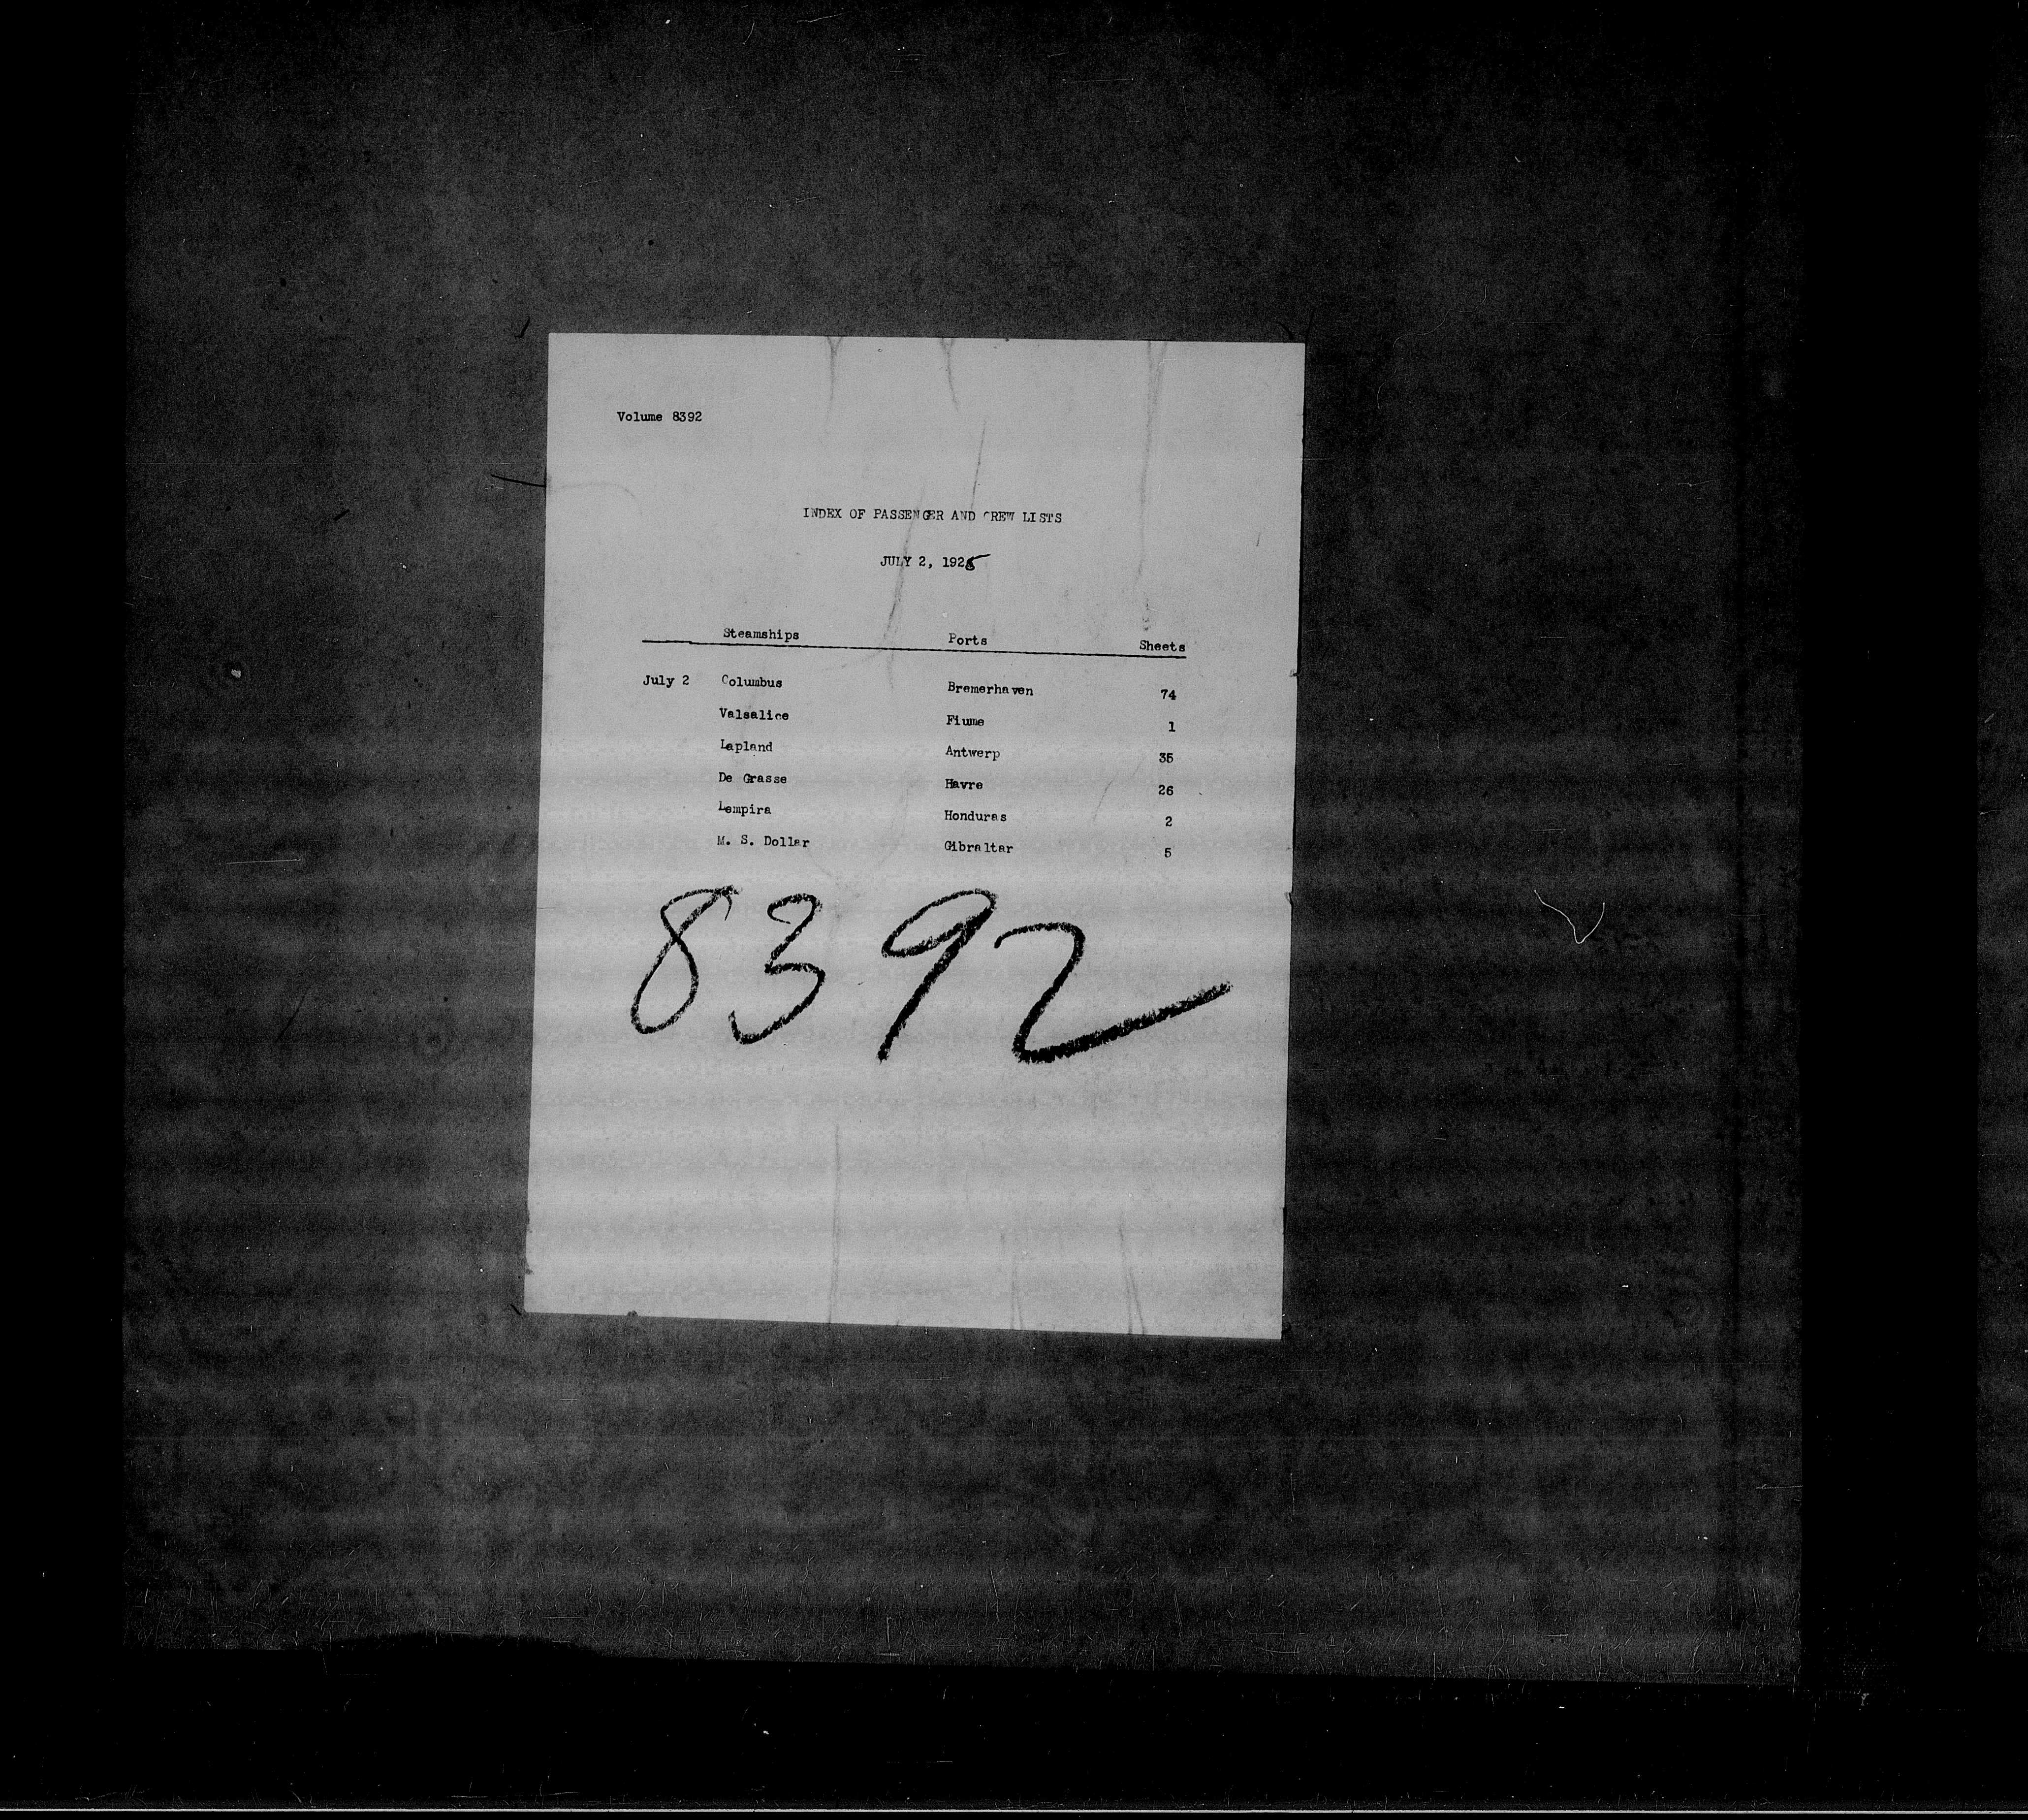 Volume 8392
INDEX OF PASSENGER AND CREW LISTS
JULY 2, 1925
Steamships Ports Sheets
July 2 Columbus Bremerhaven 74
Valsalice Fiume 1
Lapland Antwerp 35
De Grasse Havre 26
Lempira Honduras 2
M. S. Dollar Gibraltar 5
8392